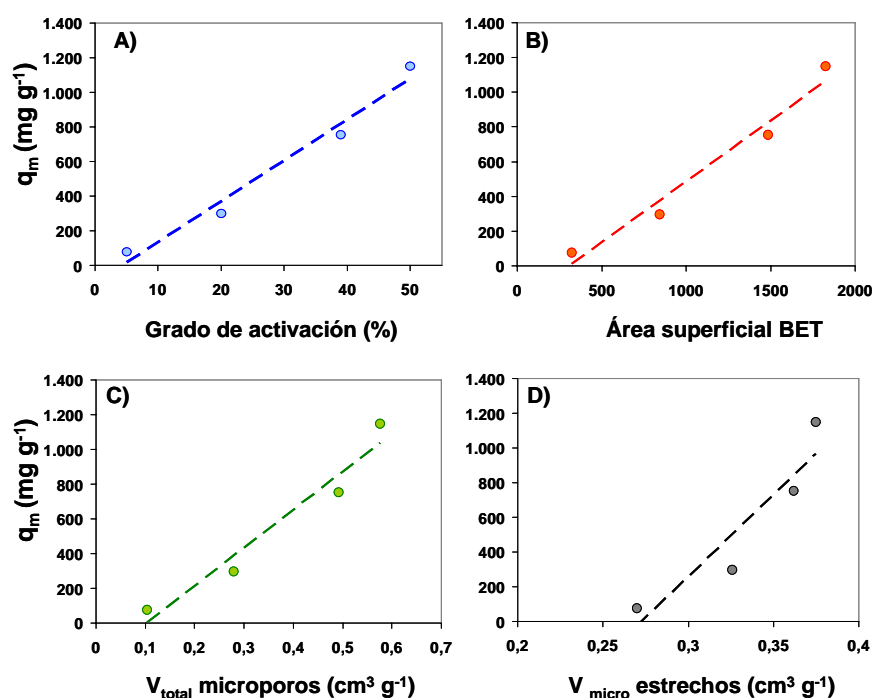 A)
q_m (mg g⁻¹)
1.400
1.200
1.000
800
600
400
200
0
0 10 20 30 40 50
Grado de activación (%)
B)
1.400
1.200
1.000
800
600
400
200
0
0 500 1000 1500 2000
Área superficial BET
C)
q_m (mg g⁻¹)
1.400
1.200
1.000
800
600
400
200
0
0 0,1 0,2 0,3 0,4 0,5 0,6 0,7
V_total microporos (cm³ g⁻¹)
D)
1.400
1.200
1.000
800
600
400
200
0
0,2 0,25 0,3 0,35 0,4
V_micro estrechos (cm³ g⁻¹)